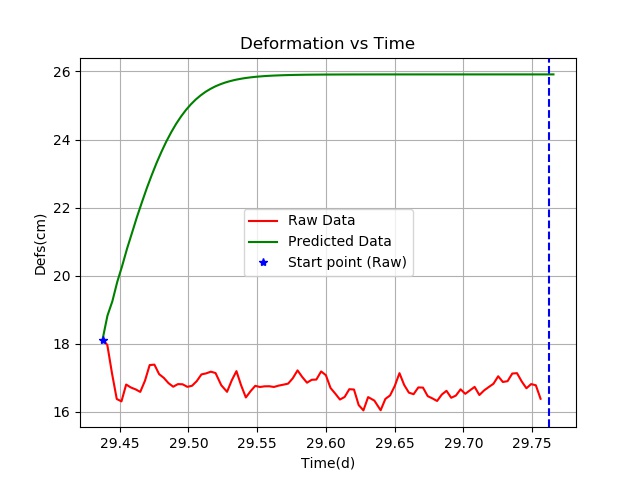 Deformation vs Time
Defs(cm)
26
24
22
20
18
16
Raw Data
Predicted Data
Start point (Raw)
29.45 29.50 29.55 29.60 29.65 29.70 29.75
Time(d)